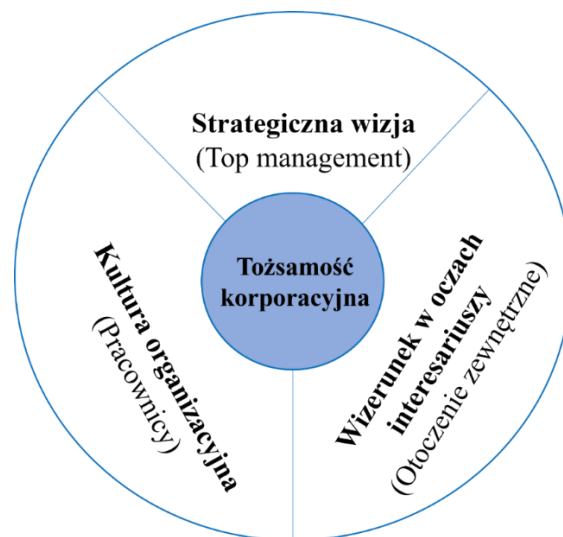 Strategiczna wizja
(Top management)
Tożsamość
korporacyjna
Kultura organizacyjna
(Pracownicy)
Wizerunek w oczach
interesariuszy
(Otoczenie zewnętrzne)